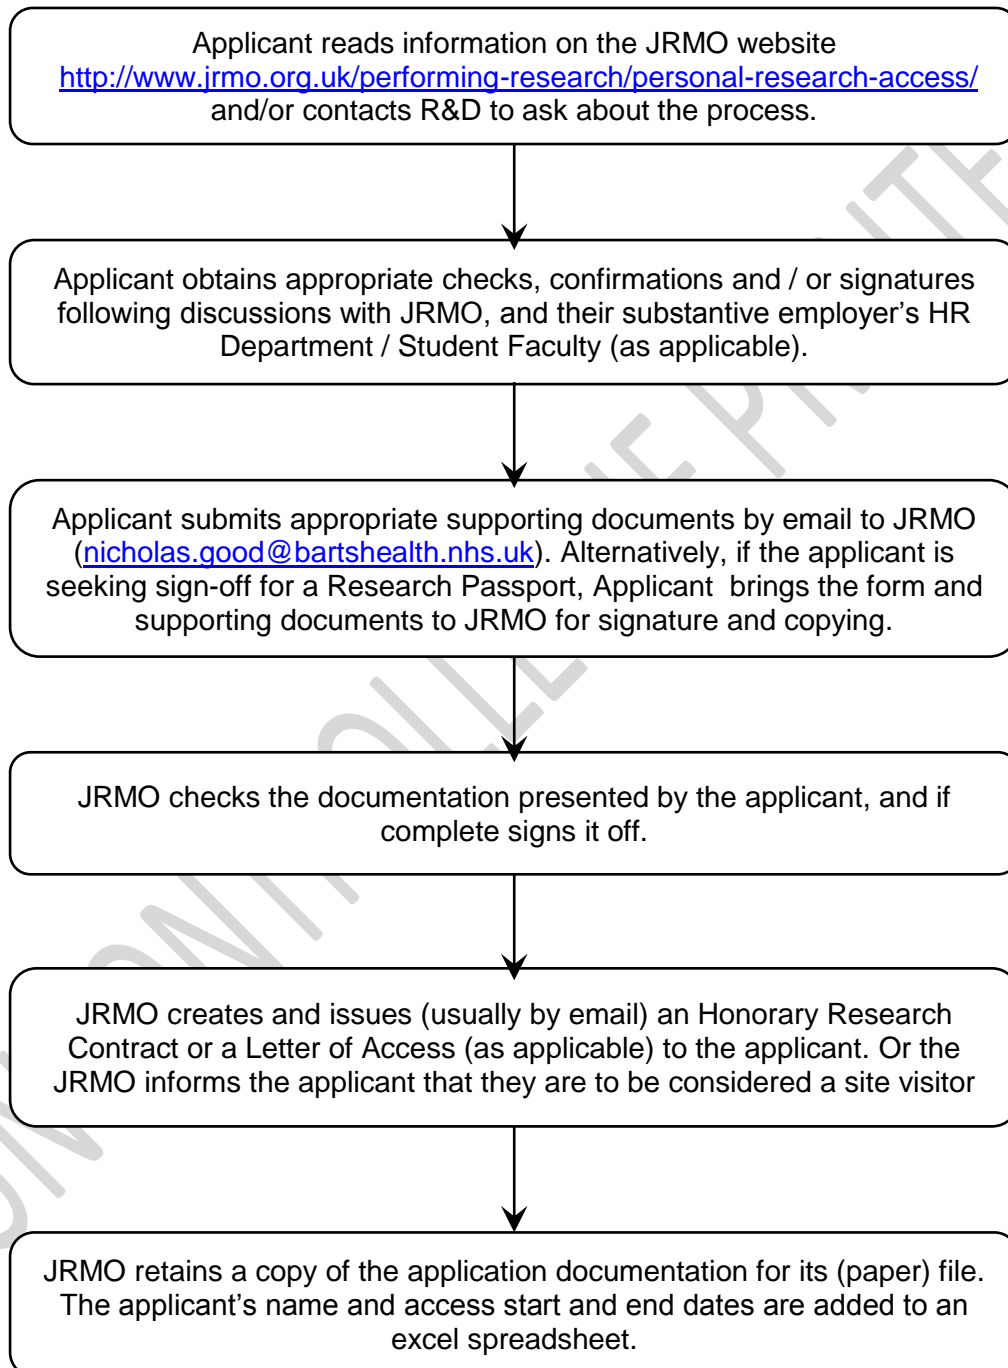 Applicant reads information on the JRMO website
http://www.jrmo.org.uk/performing-research/personal-research-access/
and/or contacts R&D to ask about the process.
Applicant obtains appropriate checks, confirmations and / or signatures
following discussions with JRMO, and their substantive employer’s HR
Department / Student Faculty (as applicable).
Applicant submits appropriate supporting documents by email to JRMO
(nicholas.good@bartshealth.nhs.uk). Alternatively, if the applicant is
seeking sign-off for a Research Passport, Applicant  brings the form and
supporting documents to JRMO for signature and copying.
JRMO checks the documentation presented by the applicant, and if
complete signs it off.
JRMO creates and issues (usually by email) an Honorary Research
Contract or a Letter of Access (as applicable) to the applicant. Or the
JRMO informs the applicant that they are to be considered a site visitor
JRMO retains a copy of the application documentation for its (paper) file.
The applicant’s name and access start and end dates are added to an
excel spreadsheet.